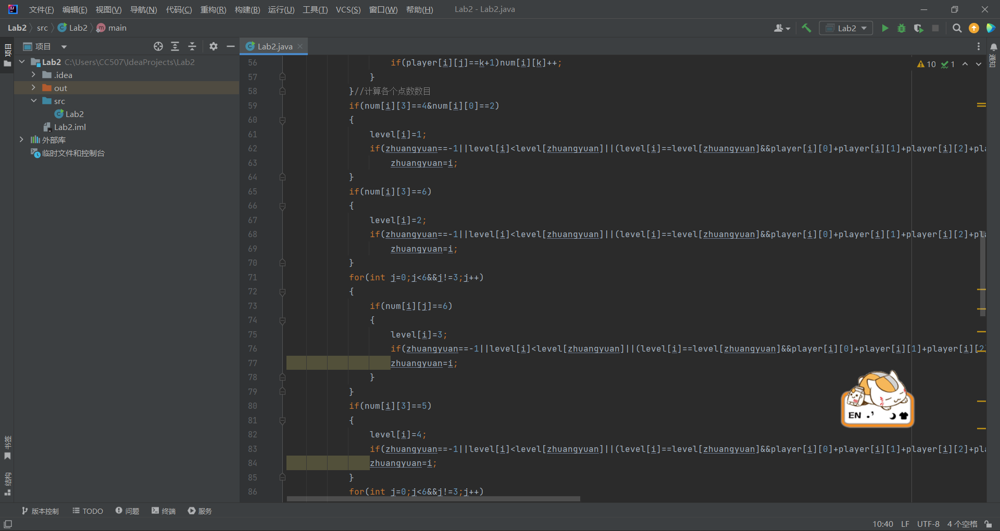 文件(F) 编辑(E) 视图(V) 导航(N) 代码(C) 重构(R) 构建(B) 运行(U) 工具(T) VCS(S) 窗口(W) 帮助(H) Lab2 - Lab2.java
Lab2 src Lab2 main
Lab2
项目
项目
Lab2.java
通知
Lab2 C:\Users\CC507\IdeaProjects\Lab2
.idea
out
src
Lab2
Lab2.iml
外部库
临时文件和控制台
10 1
56 if(player[i][j]==k+1)num[i][k]++;
57 }
58 }//计算各个点数数目
59 if(num[i][3]==4&num[i][0]==2)
60 {
61 level[i]=1;
62 if(zhuangyuan==-1||level[i]<level[zhuangyuan]||(level[i]==level[zhuangyuan]&&player[i][0]+player[i][1]+player[i][2]+pla
63 zhuangyuan=i;
64 }
65 if(num[i][3]==6)
66 {
67 level[i]=2;
68 if(zhuangyuan==-1||level[i]<level[zhuangyuan]||(level[i]==level[zhuangyuan]&&player[i][0]+player[i][1]+player[i][2]+pla
69 zhuangyuan=i;
70 }
71 for(int j=0;j<6&&j!=3;j++)
72 {
73 if(num[i][j]==6)
74 {
75 level[i]=3;
76 if(zhuangyuan==-1||level[i]<level[zhuangyuan]||(level[i]==level[zhuangyuan]&&player[i][0]+player[i][1]+player[i][2
77 zhuangyuan=i;
78 }
79 }
80 if(num[i][3]==5)
81 {
82 level[i]=4;
83 if(zhuangyuan==-1||level[i]<level[zhuangyuan]||(level[i]==level[zhuangyuan]&&player[i][0]+player[i][1]+player[i][2]+pla
84 zhuangyuan=i;
85 }
86 for(int j=0;j<6&&j!=3;j++)
EN
书签
结构
版本控制 TODO 问题 终端 服务
10:40 LF UTF-8 4 个空格